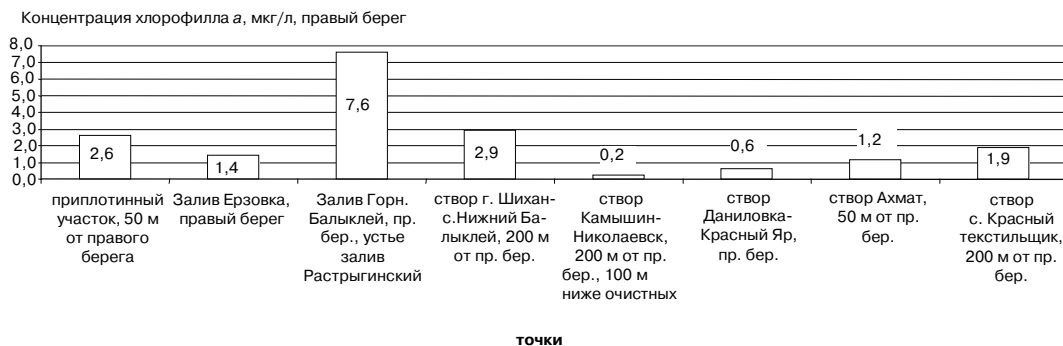 Концентрация хлорофилла а, мкг/л, правый берег
8,0
7,0
6,0
5,0
4,0
3,0
2,0
1,0
0,0
2,6
1,4
7,6
2,9
0,2
0,6
1,2
1,9
приплотинный
участок, 50 м
от правого
берега
Залив Ерзовка,
правый берег
Залив Горн.
Балыклей, пр.
бер., устье
залив
Растрыгинский
створ г. Шихан-
с.Нижний Ба-
лыклей, 200 м
от пр. бер.
створ
Камышин-
Николаевск,
200 м от пр.
бер., 100 м
ниже очистных
створ
Даниловка-
Красный Яр,
пр. бер.
створ Ахмат,
50 м от пр.
бер.
створ
с. Красный
текстильщик,
200 м от пр.
бер.
точки